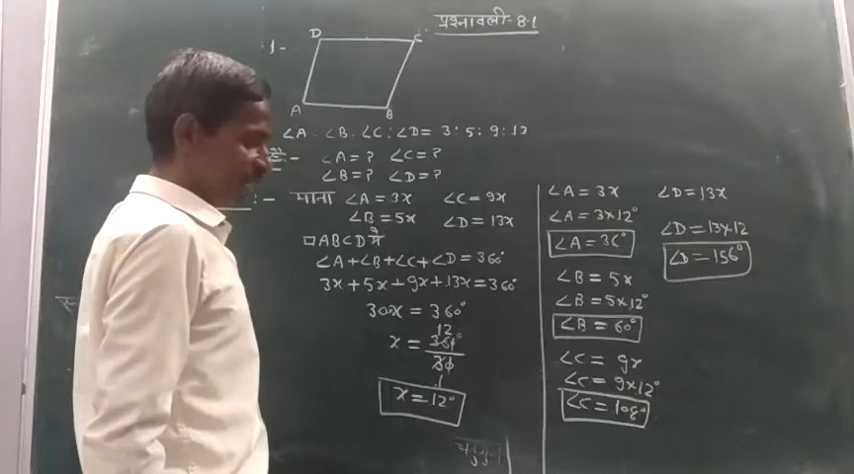 प्रश्नावली-8.1
1-
D C
A B
∠A : ∠B : ∠C : ∠D = 3 : 5 : 9 : 13
:- ∠A = ? ∠C = ?
∠B = ? ∠D = ?
:- माना ∠A = 3x ∠C = 9x
∠B = 5x ∠D = 13x
□ABCD में
∠A + ∠B + ∠C + ∠D = 360°
3x + 5x + 9x + 13x = 360°
30x = 360°
12
x = 360°
30
1
x = 12°
∠A = 3x
∠A = 3×12°
∠A = 36°
∠B = 5x
∠B = 5×12°
∠B = 60°
∠C = 9x
∠C = 9×12°
∠C = 108°
∠D = 13x
∠D = 13×12
∠D = 156°